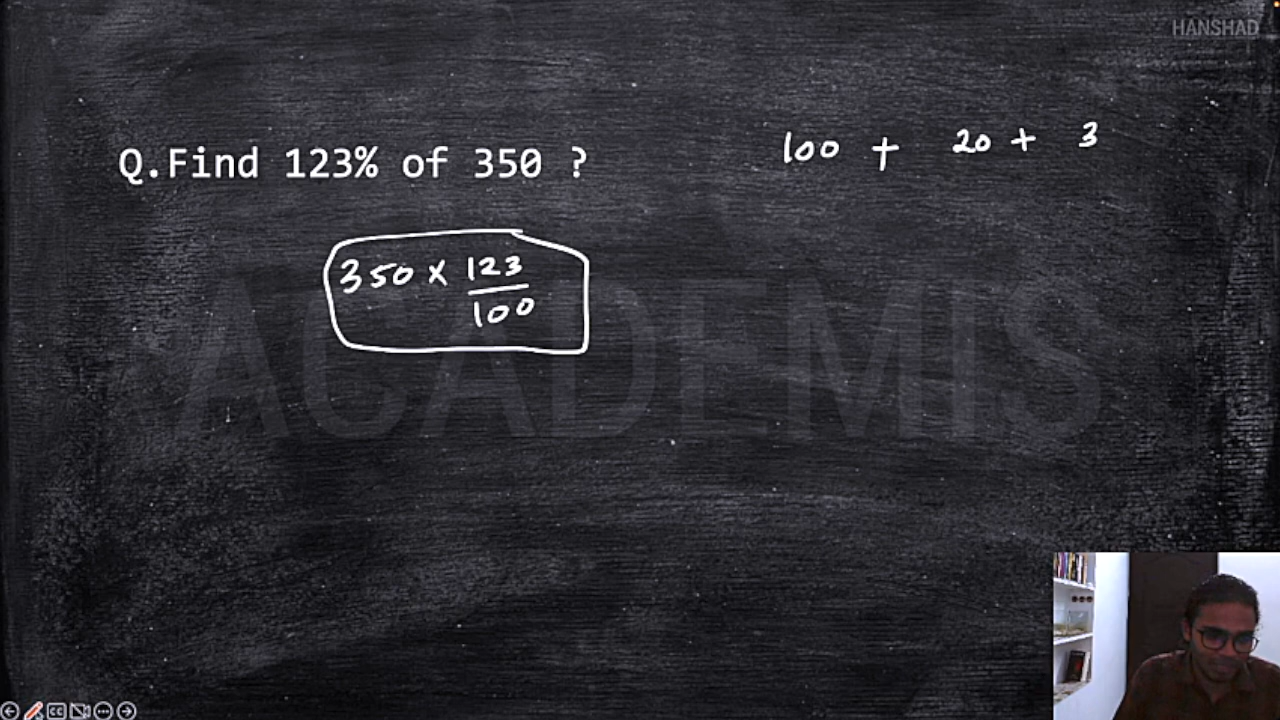 HANSHAD
Q.Find 123% of 350 ?
100 + 20 + 3
350 × 123/100
ACADEMIS